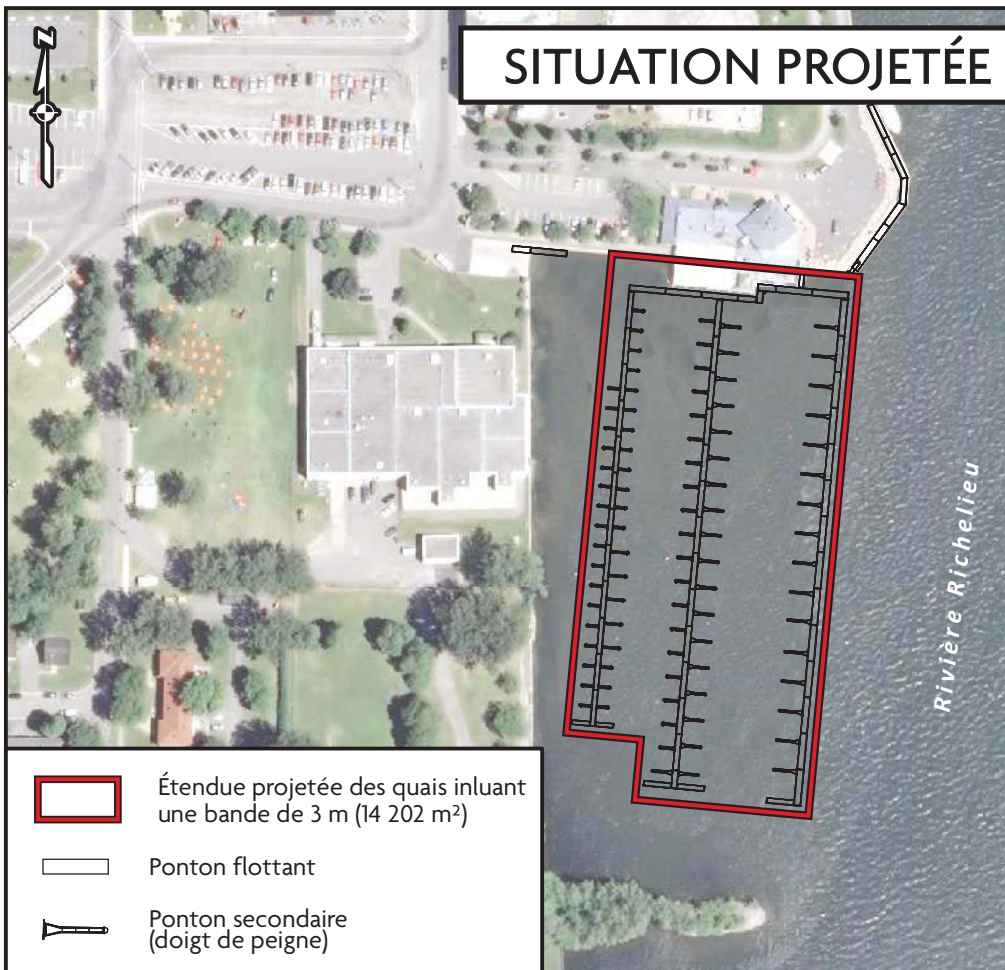 N
SITUATION PROJETÉE
Rivière Richelieu
Étendue projetée des quais inluant
une bande de 3 m (14 202 m²)
Ponton flottant
Ponton secondaire
(doigt de peigne)